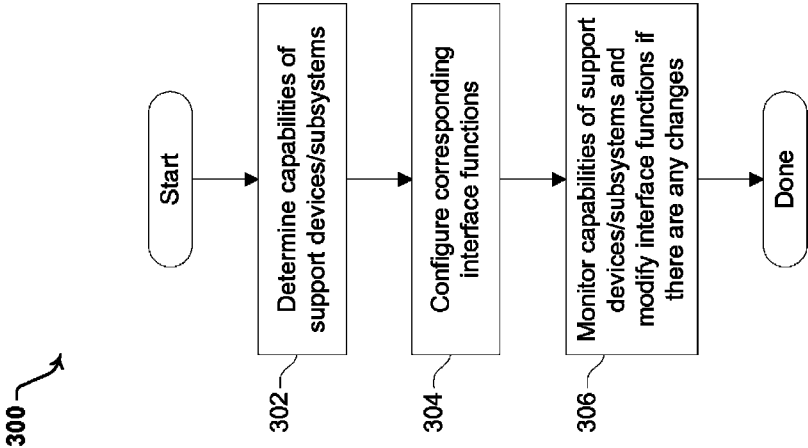 300
Start
302
Determine capabilities of
support devices/subsystems
304
Configure corresponding
interface functions
306
Monitor capabilities of support
devices/subsystems and
modify interface functions if
there are any changes
Done